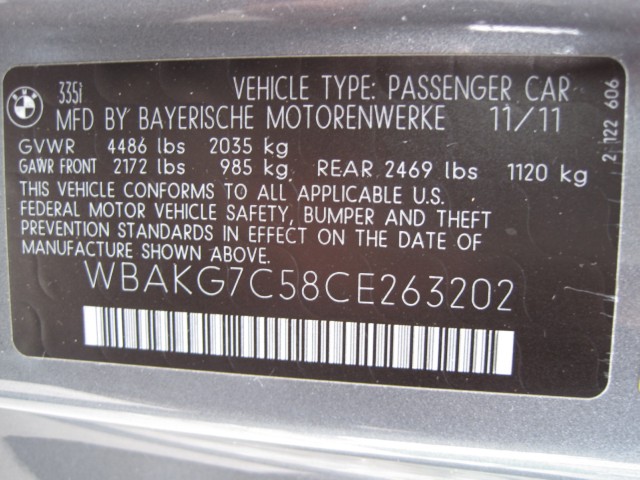 BMW
335i VEHICLE TYPE: PASSENGER CAR
MFD BY BAYERISCHE MOTORENWERKE 11/11
GVWR 4486 lbs 2035 kg
GAWR FRONT 2172 lbs 985 kg, REAR 2469 lbs 1120 kg
THIS VEHICLE CONFORMS TO ALL APPLICABLE U.S.
FEDERAL MOTOR VEHICLE SAFETY, BUMPER AND THEFT
PREVENTION STANDARDS IN EFFECT ON THE DATE OF
MANUFACTURE SHOWN ABOVE.
WBAKG7C58CE263202
2 122 606